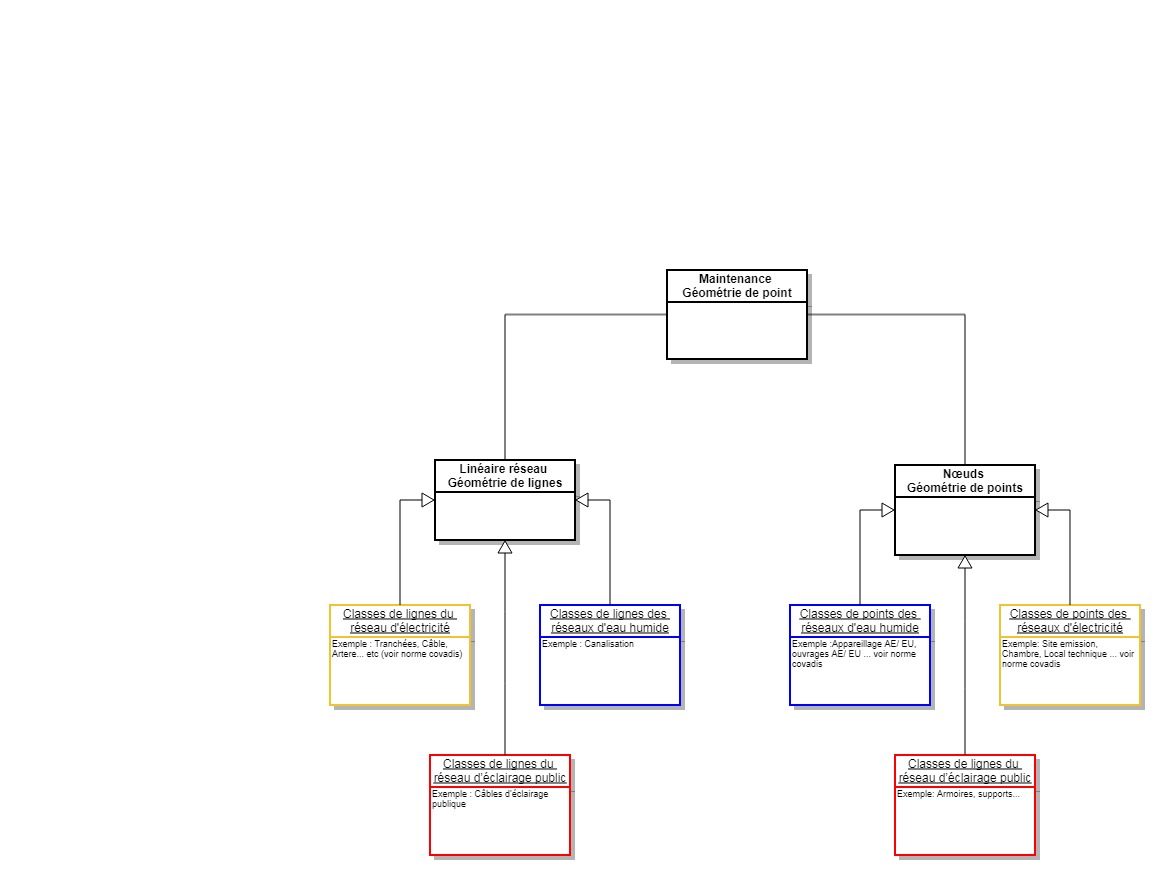 Maintenance
Géométrie de point
Linéaire réseau
Géométrie de lignes
Nœuds
Géométrie de points
Classes de lignes du
réseau d'électricité
Exemple : Tranchées, Câble,
Artere... etc (voir norme covadis)
Classes de lignes des
réseaux d'eau humide
Exemple : Canalisation
Classes de points des
réseaux d'eau humide
Exemple :Appareillage AE/ EU,
ouvrages AE/ EU ... voir norme
covadis
Classes de points des
réseaux d'électricité
Exemple: Site emission,
Chambre, Local technique ... voir
norme covadis
Classes de lignes du
réseau d'éclairage public
Exemple : Câbles d'éclairage
publique
Classes de lignes du
réseau d'éclairage public
Exemple: Armoires, supports...